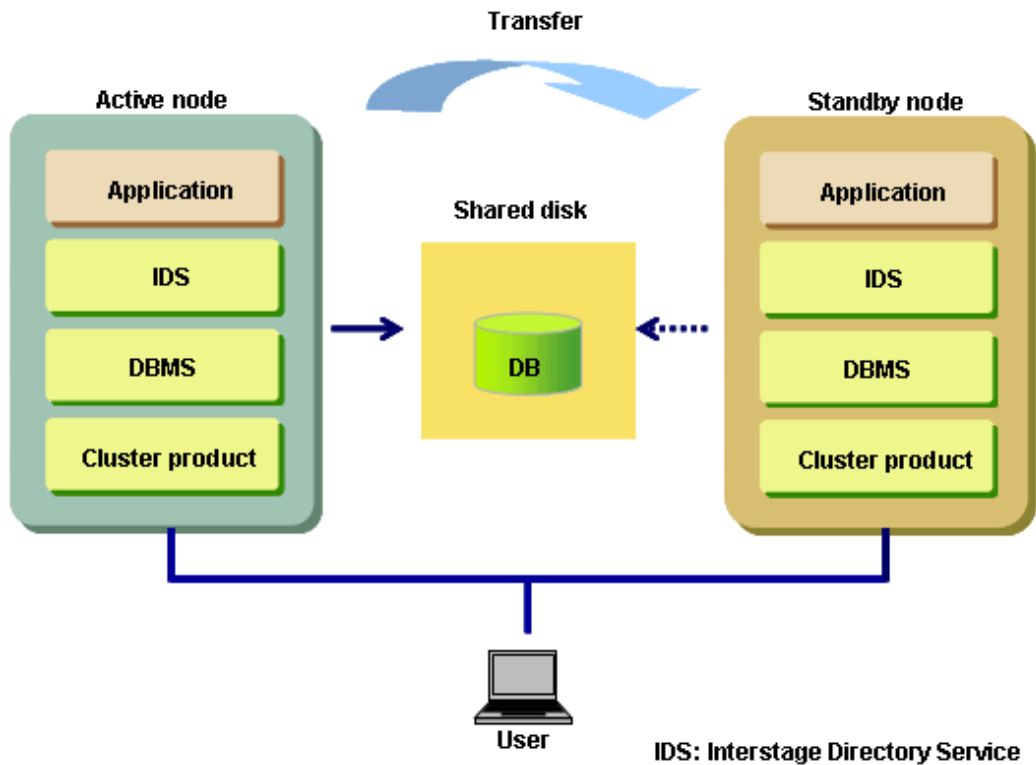 Transfer
Active node
Standby node
Application
IDS
DBMS
Cluster product
Shared disk
DB
Application
IDS
DBMS
Cluster product
User
IDS: Interstage Directory Service